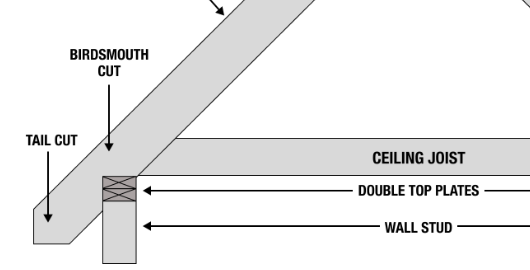 BIRDSMOUTH
CUT
TAIL CUT
CEILING JOIST
DOUBLE TOP PLATES
WALL STUD